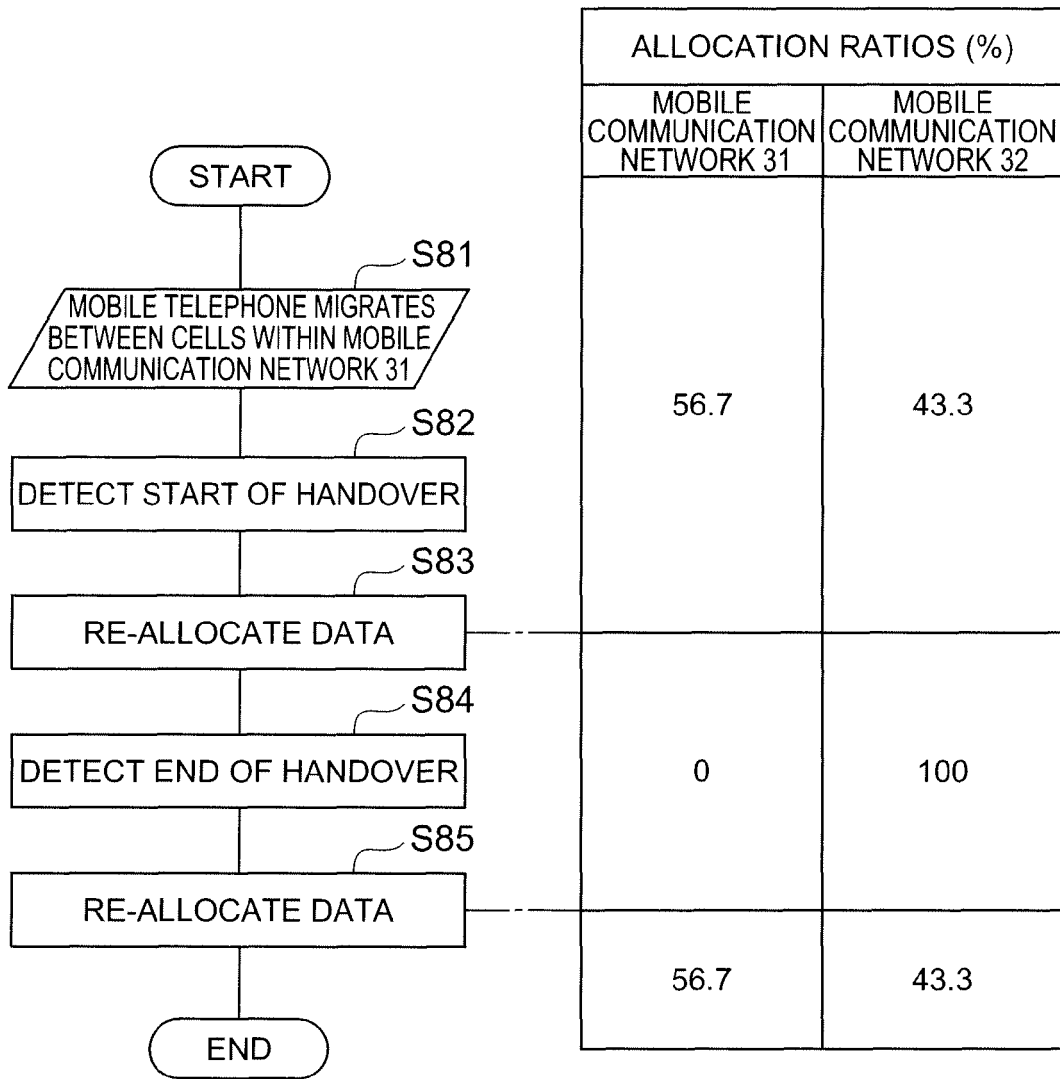 START
S81
MOBILE TELEPHONE MIGRATES
BETWEEN CELLS WITHIN MOBILE
COMMUNICATION NETWORK 31
S82
DETECT START OF HANDOVER
S83
RE-ALLOCATE DATA
S84
DETECT END OF HANDOVER
S85
RE-ALLOCATE DATA
END
ALLOCATION RATIOS (%)
MOBILE
COMMUNICATION
NETWORK 31
MOBILE
COMMUNICATION
NETWORK 32
56.7
43.3
0
100
56.7
43.3